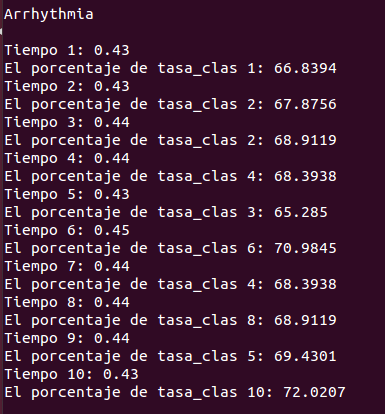 Arrhythmia
Tiempo 1: 0.43
El porcentaje de tasa_clas 1: 66.8394
Tiempo 2: 0.43
El porcentaje de tasa_clas 2: 67.8756
Tiempo 3: 0.44
El porcentaje de tasa_clas 2: 68.9119
Tiempo 4: 0.44
El porcentaje de tasa_clas 4: 68.3938
Tiempo 5: 0.43
El porcentaje de tasa_clas 3: 65.285
Tiempo 6: 0.45
El porcentaje de tasa_clas 6: 70.9845
Tiempo 7: 0.44
El porcentaje de tasa_clas 4: 68.3938
Tiempo 8: 0.44
El porcentaje de tasa_clas 8: 68.9119
Tiempo 9: 0.44
El porcentaje de tasa_clas 5: 69.4301
Tiempo 10: 0.43
El porcentaje de tasa_clas 10: 72.0207